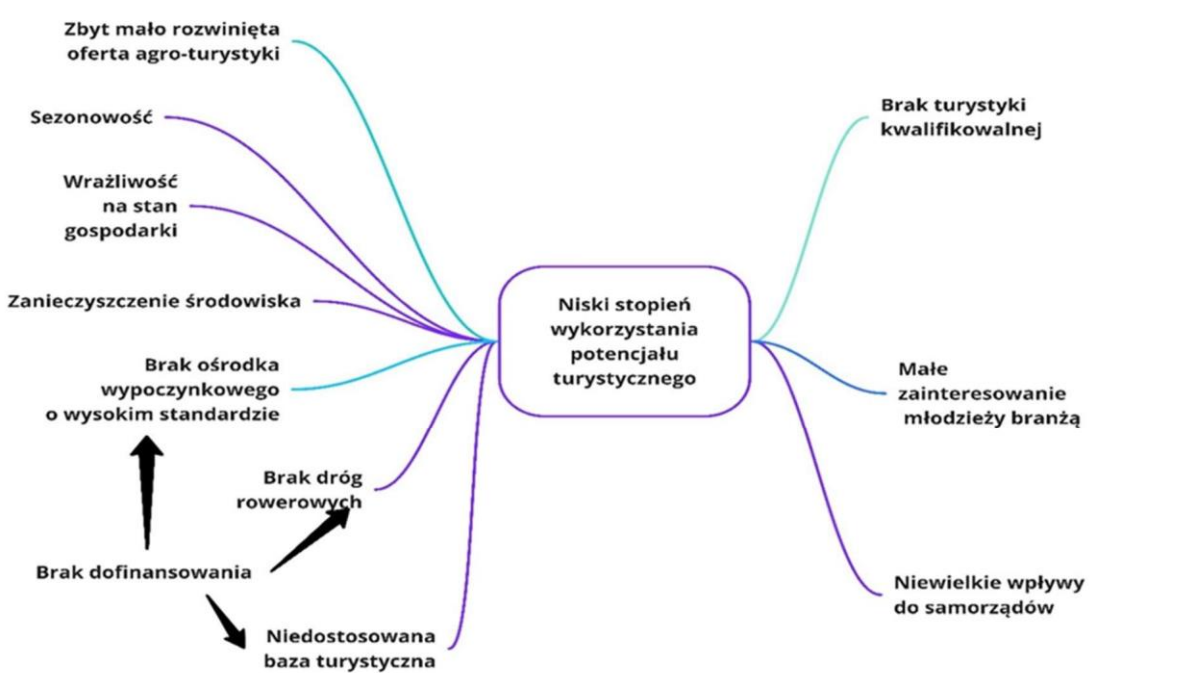 Zbyt mało rozwinięta
oferta agro-turystyki
Sezonowość
Wrażliwość
na stan
gospodarki
Zanieczyszczenie środowiska
Brak ośrodka
wypoczynkowego
o wysokim standardzie
Brak dróg
rowerowych
Brak dofinansowania
Niedostosowana
baza turystyczna
Niski stopień
wykorzystania
potencjału
turystycznego
Brak turystyki
kwalifikowalnej
Małe
zainteresowanie
młodzieży branżą
Niewielkie wpływy
do samorządów